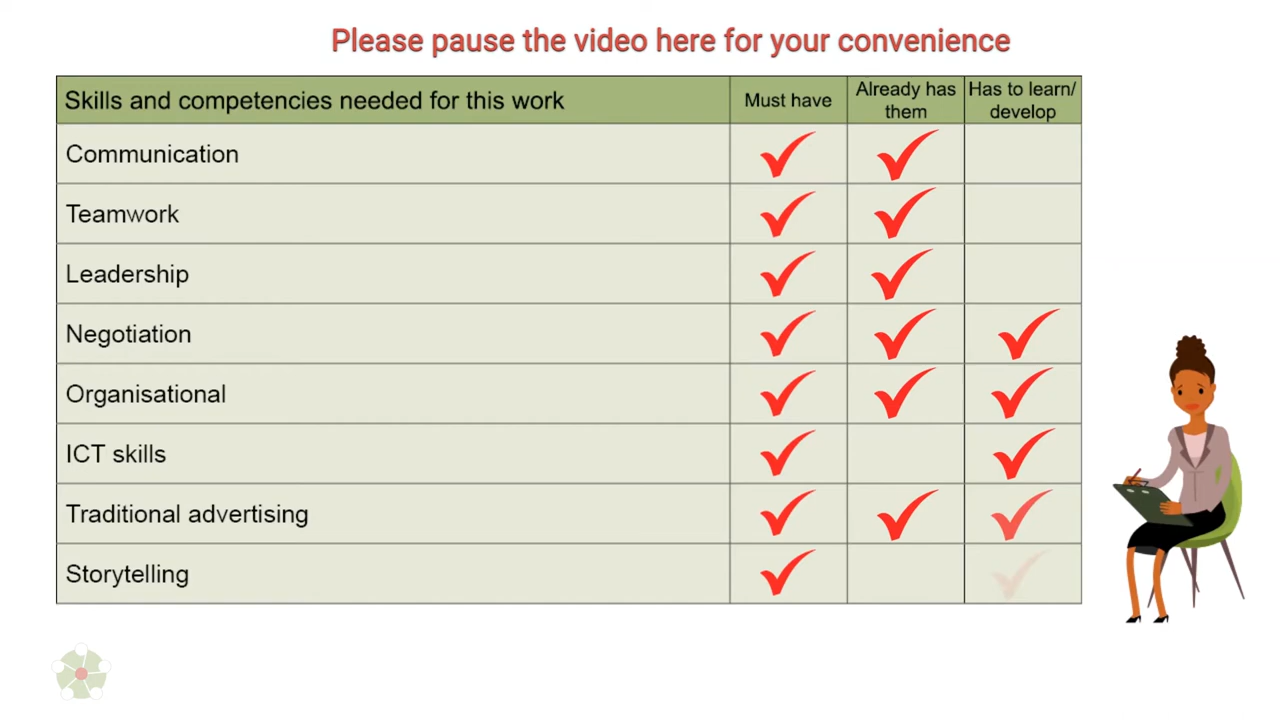 Please pause the video here for your convenience
Skills and competencies needed for this work
Must have
Already has
them
Has to learn/
develop
Communication
Teamwork
Leadership
Negotiation
Organisational
ICT skills
Traditional advertising
Storytelling